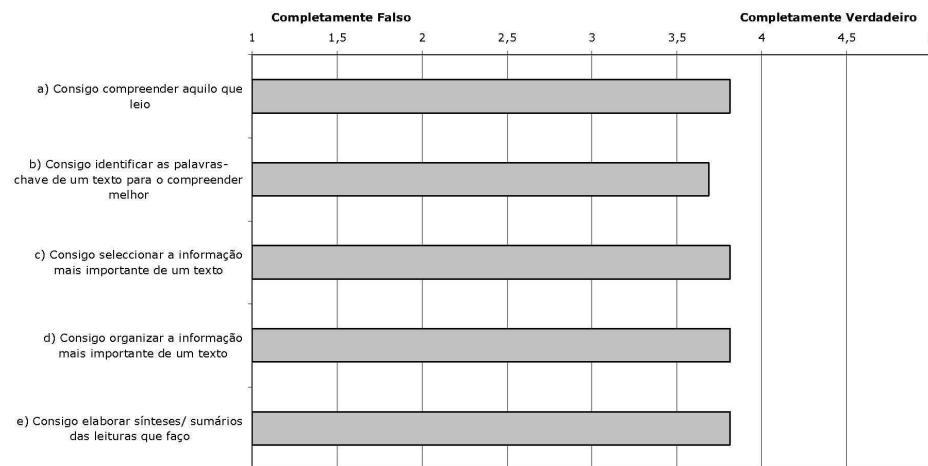 Completamente Falso Completamente Verdadeiro
1 1,5 2 2,5 3 3,5 4 4,5
a) Consigo compreender aquilo que
leio
b) Consigo identificar as palavras-
chave de um texto para o compreender
melhor
c) Consigo seleccionar a informação
mais importante de um texto
d) Consigo organizar a informação
mais importante de um texto
e) Consigo elaborar sínteses/ sumários
das leituras que faço